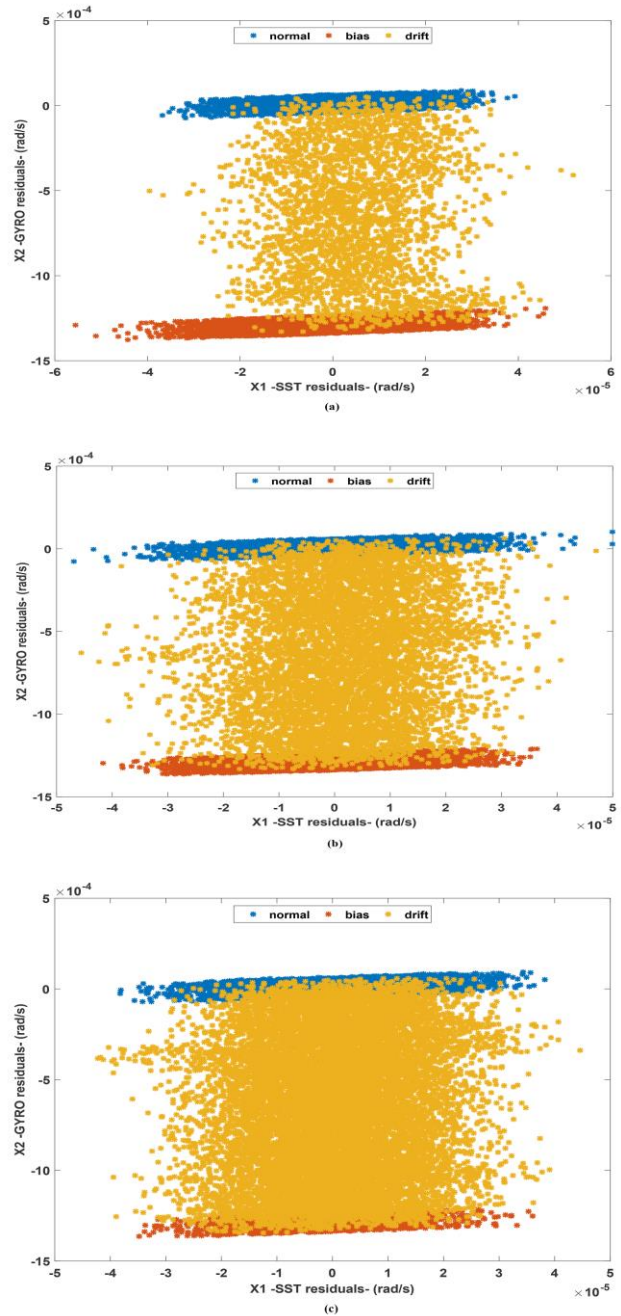 × 10^-4
5
normal bias drift
0
-5
-10
-15
X2 -GYRO residuals- (rad/s)
-6 -4 -2 0 2 4 6
X1 -SST residuals- (rad/s)
× 10^-5
(a)
× 10^-4
5
normal bias drift
0
-5
-10
-15
X2 -GYRO residuals- (rad/s)
-5 -4 -3 -2 -1 0 1 2 3 4 5
X1 -SST residuals- (rad/s)
× 10^-5
(b)
× 10^-4
5
normal bias drift
0
-5
-10
-15
X2 -GYRO residuals- (rad/s)
-5 -4 -3 -2 -1 0 1 2 3 4 5
X1 -SST residuals- (rad/s)
× 10^-5
(c)